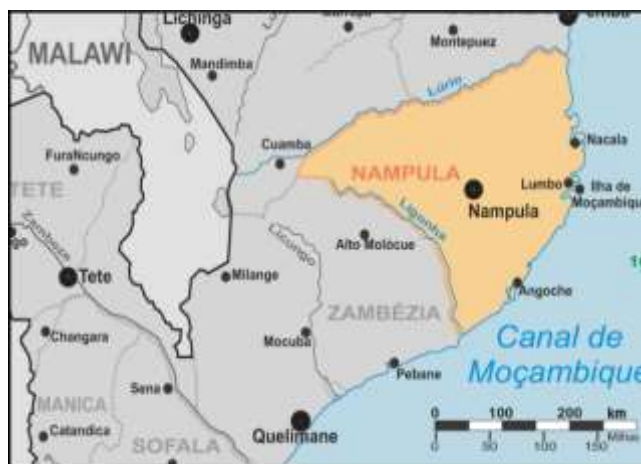 Lichinga
Montepuez
MALAWI
Mandimba
Lúrio
Cuamba
Nacala
FuraNcungo
NAMPULA
TETE
Lumbo
Ilha de
Moçambique
Nampula
Ligonha
Zambeze
Alto Molócue
Licungo
Tete
Milange
Angoche
ZAMBÉZIA
Changara
Mocuba
Canal de
Moçambique
Pebane
Sena
MANICA
Quelimane
Catandica
SOFALA
0 100 200 km
0 50 100 150 Milhas